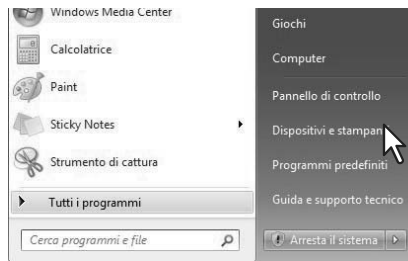 Windows Media Center
Calcolatrice
Paint
Sticky Notes
Strumento di cattura
Tutti i programmi
Cerca programmi e file
Giochi
Computer
Pannello di controllo
Dispositivi e stampan
Programmi predefiniti
Guida e supporto tecnico
Arresta il sistema